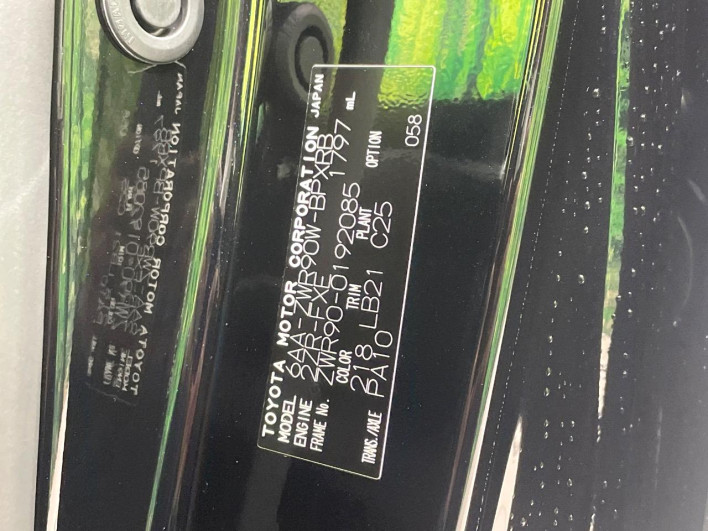 TOYOTA MOTOR CORPORATION JAPAN
MODEL 6AA-ZWR90W-BPXRB
ENGINE 2ZR-FXE 1797 mL
FRAME No. ZWR90-0192085
COLOR TRIM PLANT OPTION
218 LB21 C25 058
TRANS./AXLE PA10